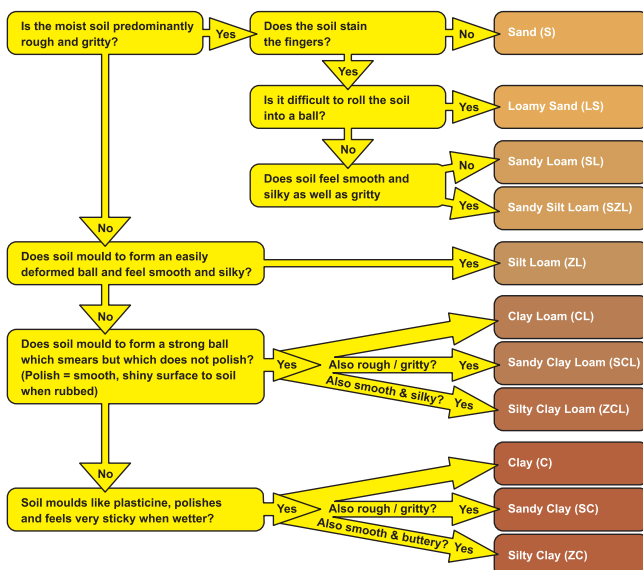 Is the moist soil predominantly
rough and gritty?
Yes
Does the soil stain
the fingers?
No
Sand (S)
Yes
Is it difficult to roll the soil
into a ball?
Yes
Loamy Sand (LS)
No
Does soil feel smooth and
silky as well as gritty
No
Sandy Loam (SL)
Yes
Sandy Silt Loam (SZL)
No
Does soil mould to form an easily
deformed ball and feel smooth and silky?
Yes
Silt Loam (ZL)
No
Does soil mould to form a strong ball
which smears but which does not polish?
(Polish = smooth, shiny surface to soil
when rubbed)
Yes
Clay Loam (CL)
Also rough / gritty?
Yes
Sandy Clay Loam (SCL)
Also smooth & silky?
Yes
Silty Clay Loam (ZCL)
No
Soil moulds like plasticine, polishes
and feels very sticky when wetter?
Yes
Clay (C)
Also rough / gritty?
Yes
Sandy Clay (SC)
Also smooth & buttery?
Yes
Silty Clay (ZC)